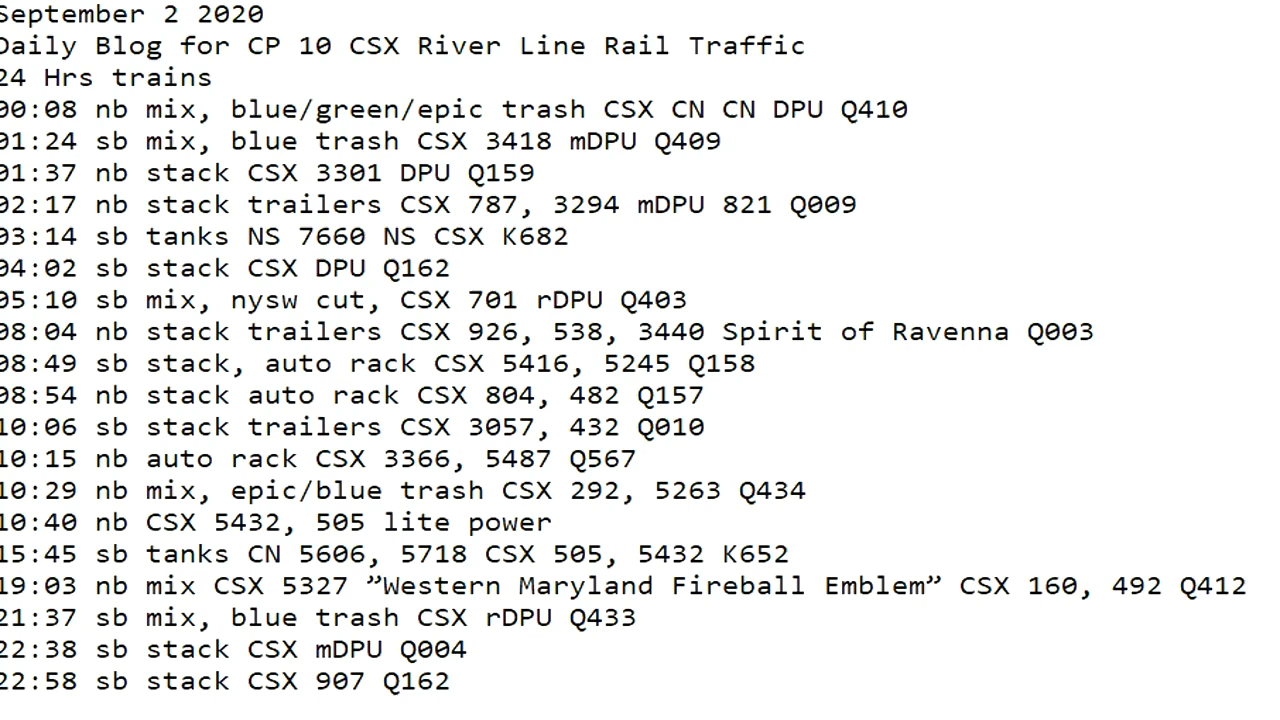 September 2 2020
Daily Blog for CP 10 CSX River Line Rail Traffic
24 Hrs trains
00:08 nb mix, blue/green/epic trash CSX CN CN DPU Q410
01:24 sb mix, blue trash CSX 3418 mDPU Q409
01:37 nb stack CSX 3301 DPU Q159
02:17 nb stack trailers CSX 787, 3294 mDPU 821 Q009
03:14 sb tanks NS 7660 NS CSX K682
04:02 sb stack CSX DPU Q162
05:10 sb mix, nysw cut, CSX 701 rDPU Q403
08:04 nb stack trailers CSX 926, 538, 3440 Spirit of Ravenna Q003
08:49 sb stack, auto rack CSX 5416, 5245 Q158
08:54 nb stack auto rack CSX 804, 482 Q157
10:06 sb stack trailers CSX 3057, 432 Q010
10:15 nb auto rack CSX 3366, 5487 Q567
10:29 nb mix, epic/blue trash CSX 292, 5263 Q434
10:40 nb CSX 5432, 505 lite power
15:45 sb tanks CN 5606, 5718 CSX 505, 5432 K652
19:03 nb mix CSX 5327 ”Western Maryland Fireball Emblem” CSX 160, 492 Q412
21:37 sb mix, blue trash CSX rDPU Q433
22:38 sb stack CSX mDPU Q004
22:58 sb stack CSX 907 Q162